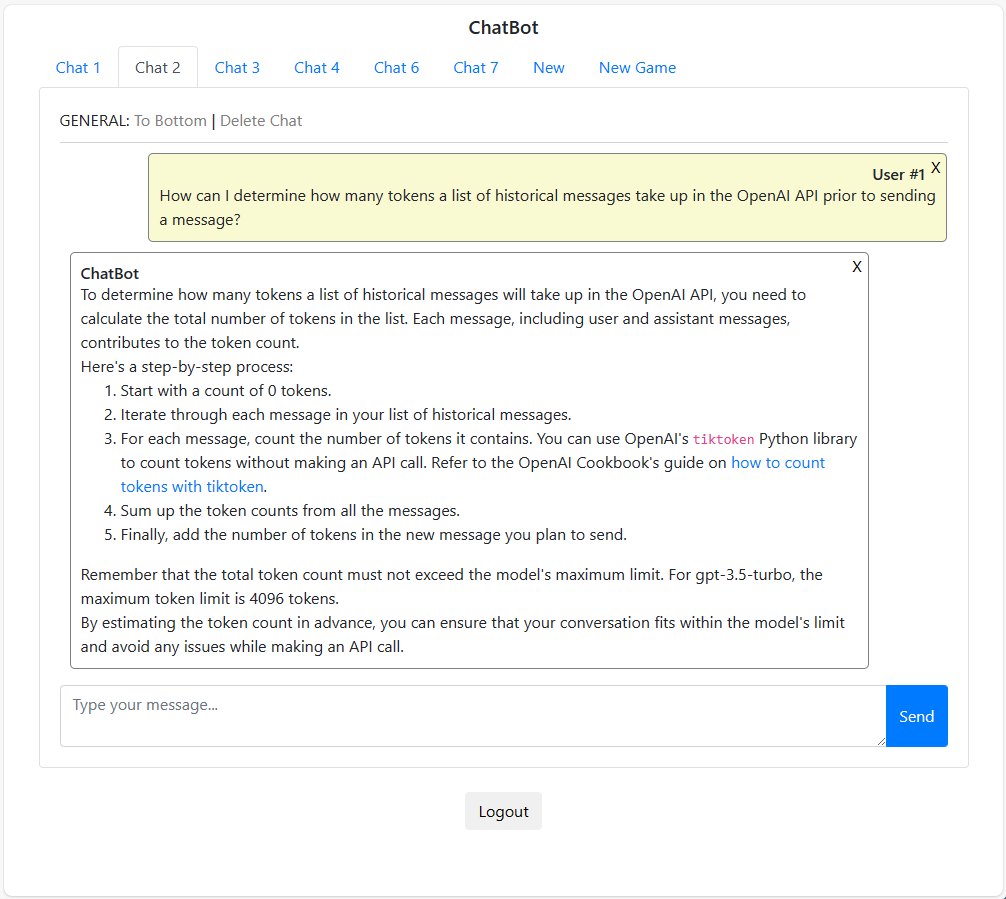 ChatBot
Chat 1 Chat 2 Chat 3 Chat 4 Chat 6 Chat 7 New New Game
GENERAL: To Bottom | Delete Chat
X
User #1
How can I determine how many tokens a list of historical messages take up in the OpenAI API prior to sending
a message?
X
ChatBot
To determine how many tokens a list of historical messages will take up in the OpenAI API, you need to
calculate the total number of tokens in the list. Each message, including user and assistant messages,
contributes to the token count.
Here's a step-by-step process:
1. Start with a count of 0 tokens.
2. Iterate through each message in your list of historical messages.
3. For each message, count the number of tokens it contains. You can use OpenAI's tiktoken Python library
to count tokens without making an API call. Refer to the OpenAI Cookbook's guide on how to count
tokens with tiktoken.
4. Sum up the token counts from all the messages.
5. Finally, add the number of tokens in the new message you plan to send.
Remember that the total token count must not exceed the model's maximum limit. For gpt-3.5-turbo, the
maximum token limit is 4096 tokens.
By estimating the token count in advance, you can ensure that your conversation fits within the model's limit
and avoid any issues while making an API call.
Type your message...
Send
Logout